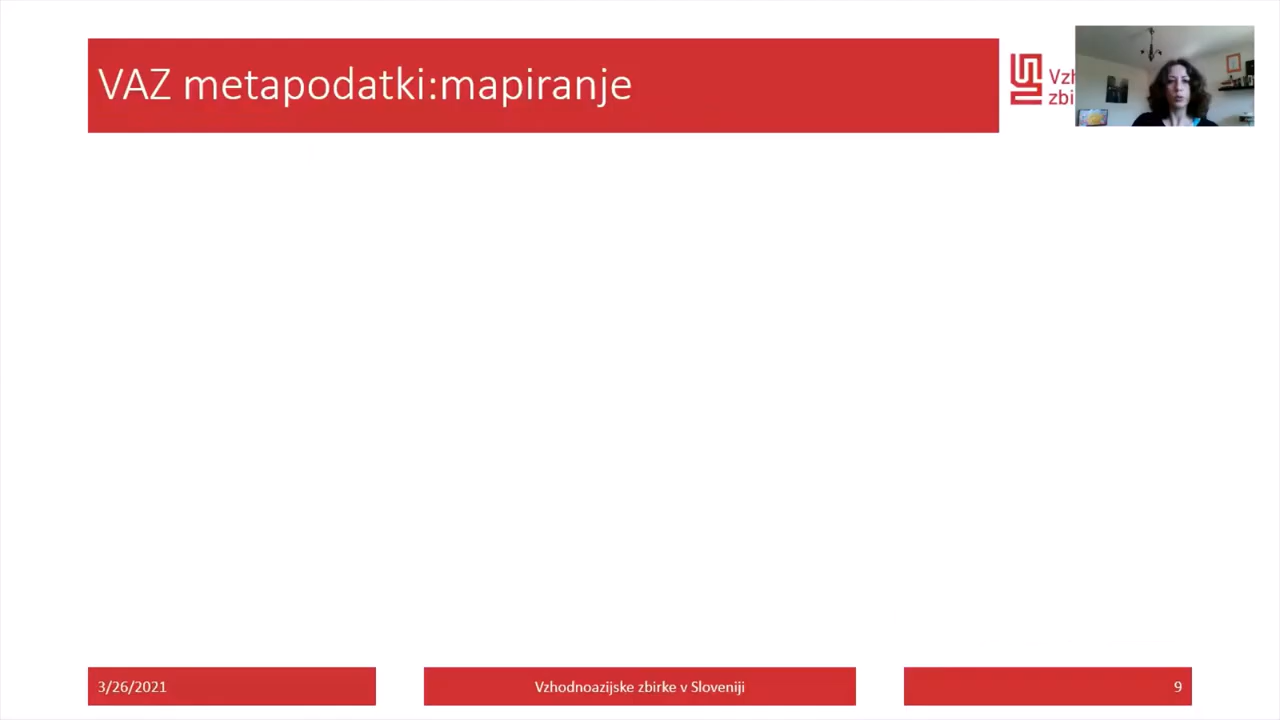 VAZ metapodatki:mapiranje
3/26/2021
Vzhodnoazijske zbirke v Sloveniji
9